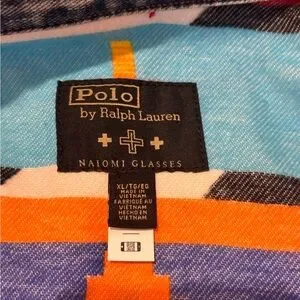 Polo
by Ralph Lauren
NAIOMI GLASSES
XL/TG/EG
MADE IN
VIETNAM
FABRIQUÉ AU
VIETNAM
HECHO EN
VIETNAM